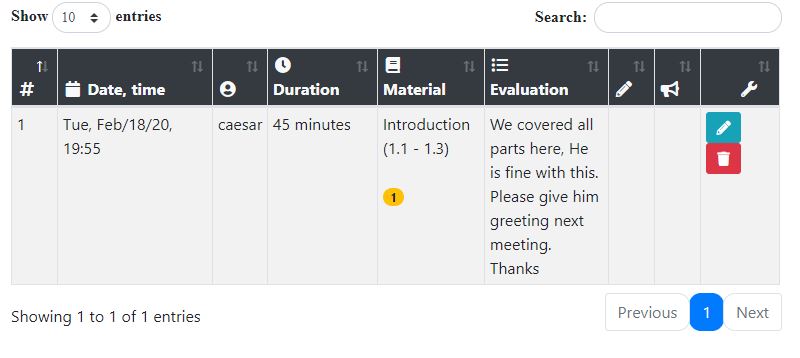 Show 10 entries
Search:
#
Date, time
Duration
Material
Evaluation
1
Tue, Feb/18/20,
19:55
caesar
45 minutes
Introduction
(1.1 - 1.3)
1
We covered all
parts here, He
is fine with this.
Please give him
greeting next
meeting.
Thanks
Showing 1 to 1 of 1 entries
Previous 1 Next